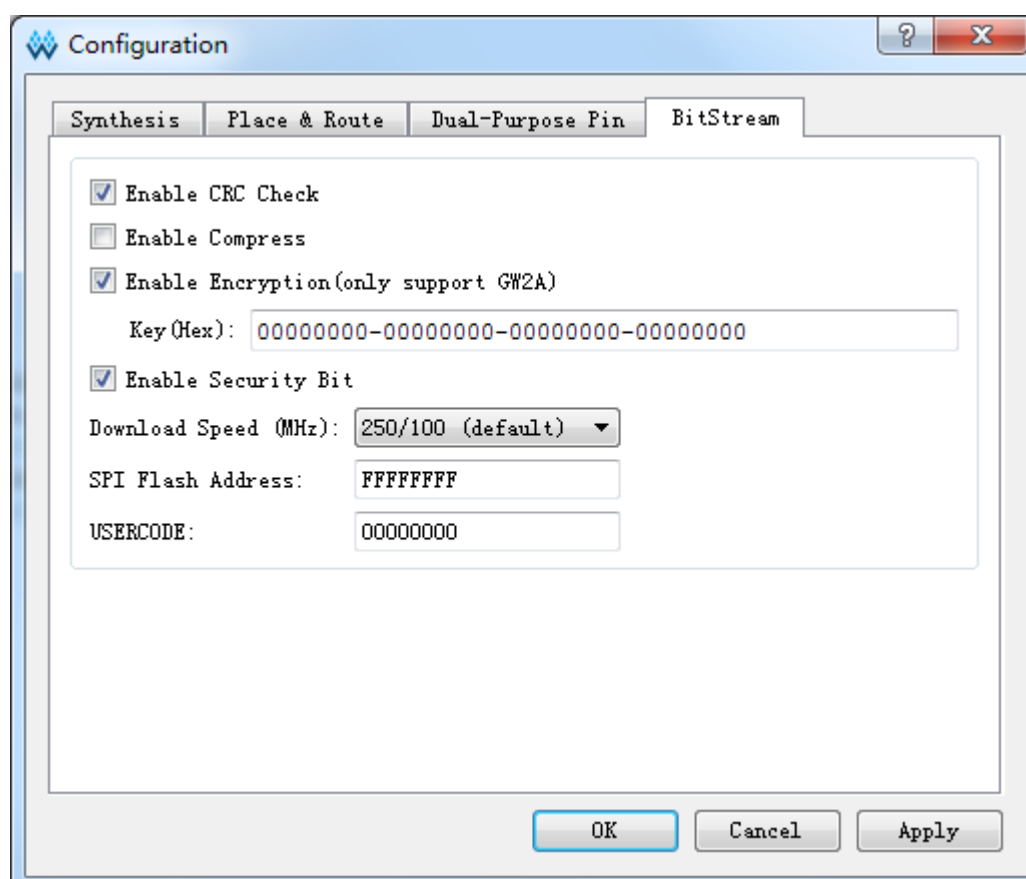 Configuration
Synthesis Place & Route Dual-Purpose Pin BitStream
Enable CRC Check
Enable Compress
Enable Encryption(only support GW2A)
Key(Hex): 00000000-00000000-00000000-00000000
Enable Security Bit
Download Speed (MHz): 250/100 (default)
SPI Flash Address: FFFFFFFF
USERCODE: 00000000
OK Cancel Apply